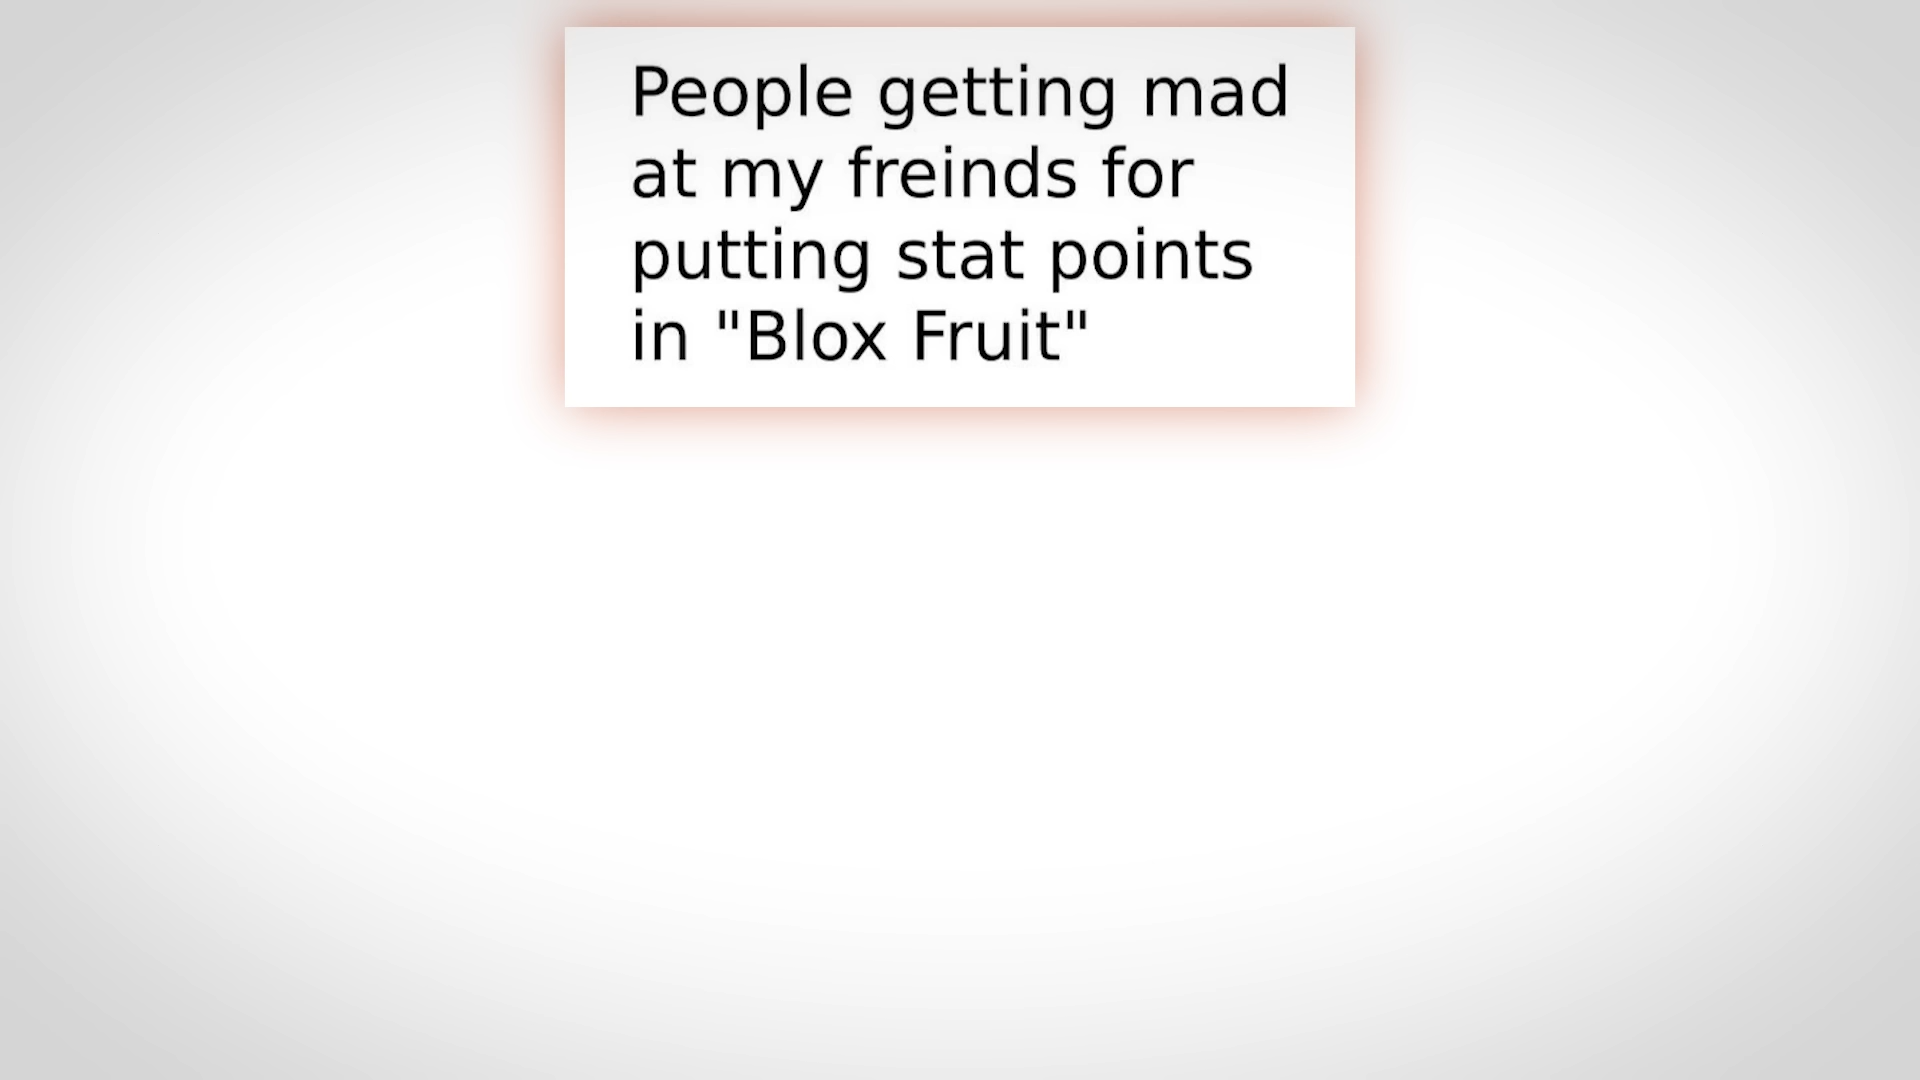 People getting mad
at my freinds for
putting stat points
in "Blox Fruit"